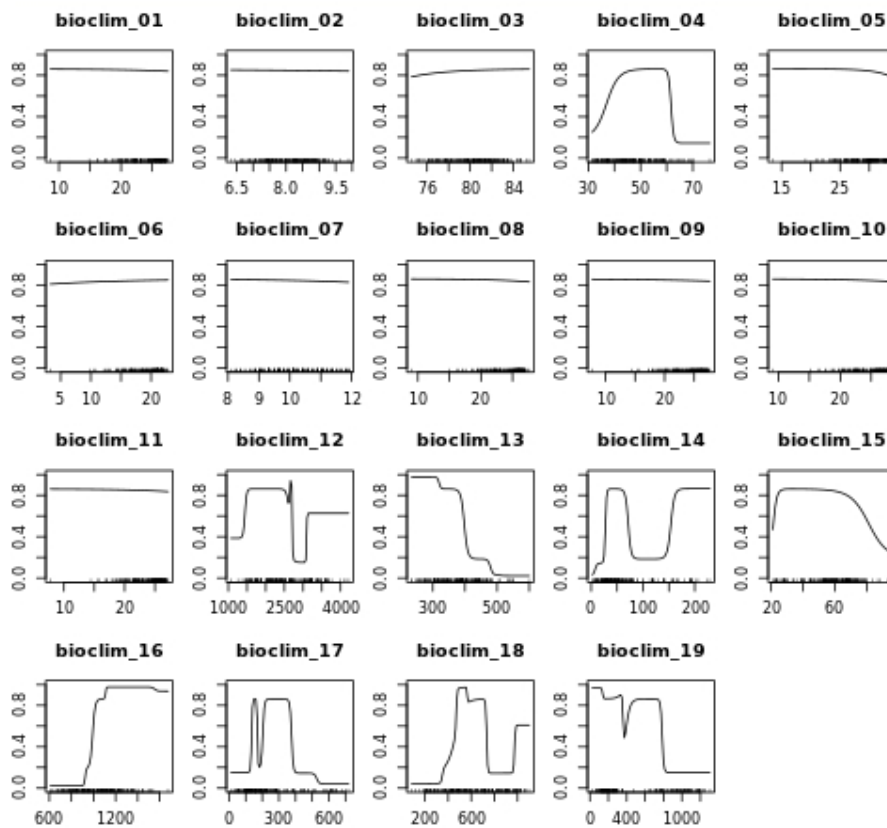 bioclim_01 bioclim_02 bioclim_03 bioclim_04 bioclim_05
0.0 0.4 0.8 0.0 0.4 0.8 0.0 0.4 0.8 0.0 0.4 0.8 0.0 0.4 0.8
10 20 6.5 8.0 9.5 76 80 84 30 50 70 15 25
bioclim_06 bioclim_07 bioclim_08 bioclim_09 bioclim_10
0.0 0.4 0.8 0.0 0.4 0.8 0.0 0.4 0.8 0.0 0.4 0.8 0.0 0.4 0.8
5 10 20 8 9 10 12 10 20 10 20 10 20
bioclim_11 bioclim_12 bioclim_13 bioclim_14 bioclim_15
0.0 0.4 0.8 0.0 0.4 0.8 0.0 0.4 0.8 0.0 0.4 0.8 0.0 0.4 0.8
10 20 1000 2500 4000 300 500 0 100 200 20 60
bioclim_16 bioclim_17 bioclim_18 bioclim_19
0.0 0.4 0.8 0.0 0.4 0.8 0.0 0.4 0.8 0.0 0.4 0.8
600 1200 0 300 600 200 600 0 400 1000